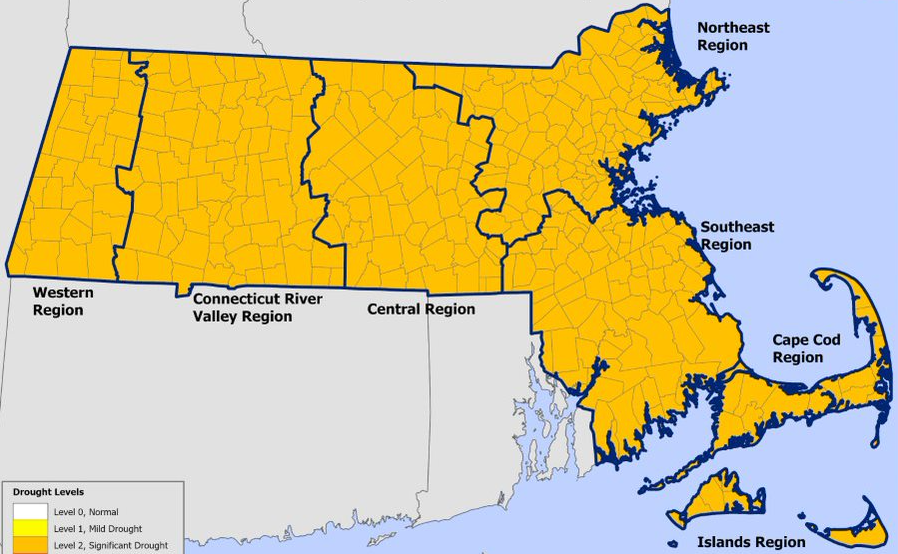 Northeast
Region
Southeast
Region
Western
Region
Connecticut River
Valley Region
Central Region
Cape Cod
Region
Drought Levels
Level 0, Normal
Level 1, Mild Drought
Level 2, Significant Drought
Islands Region